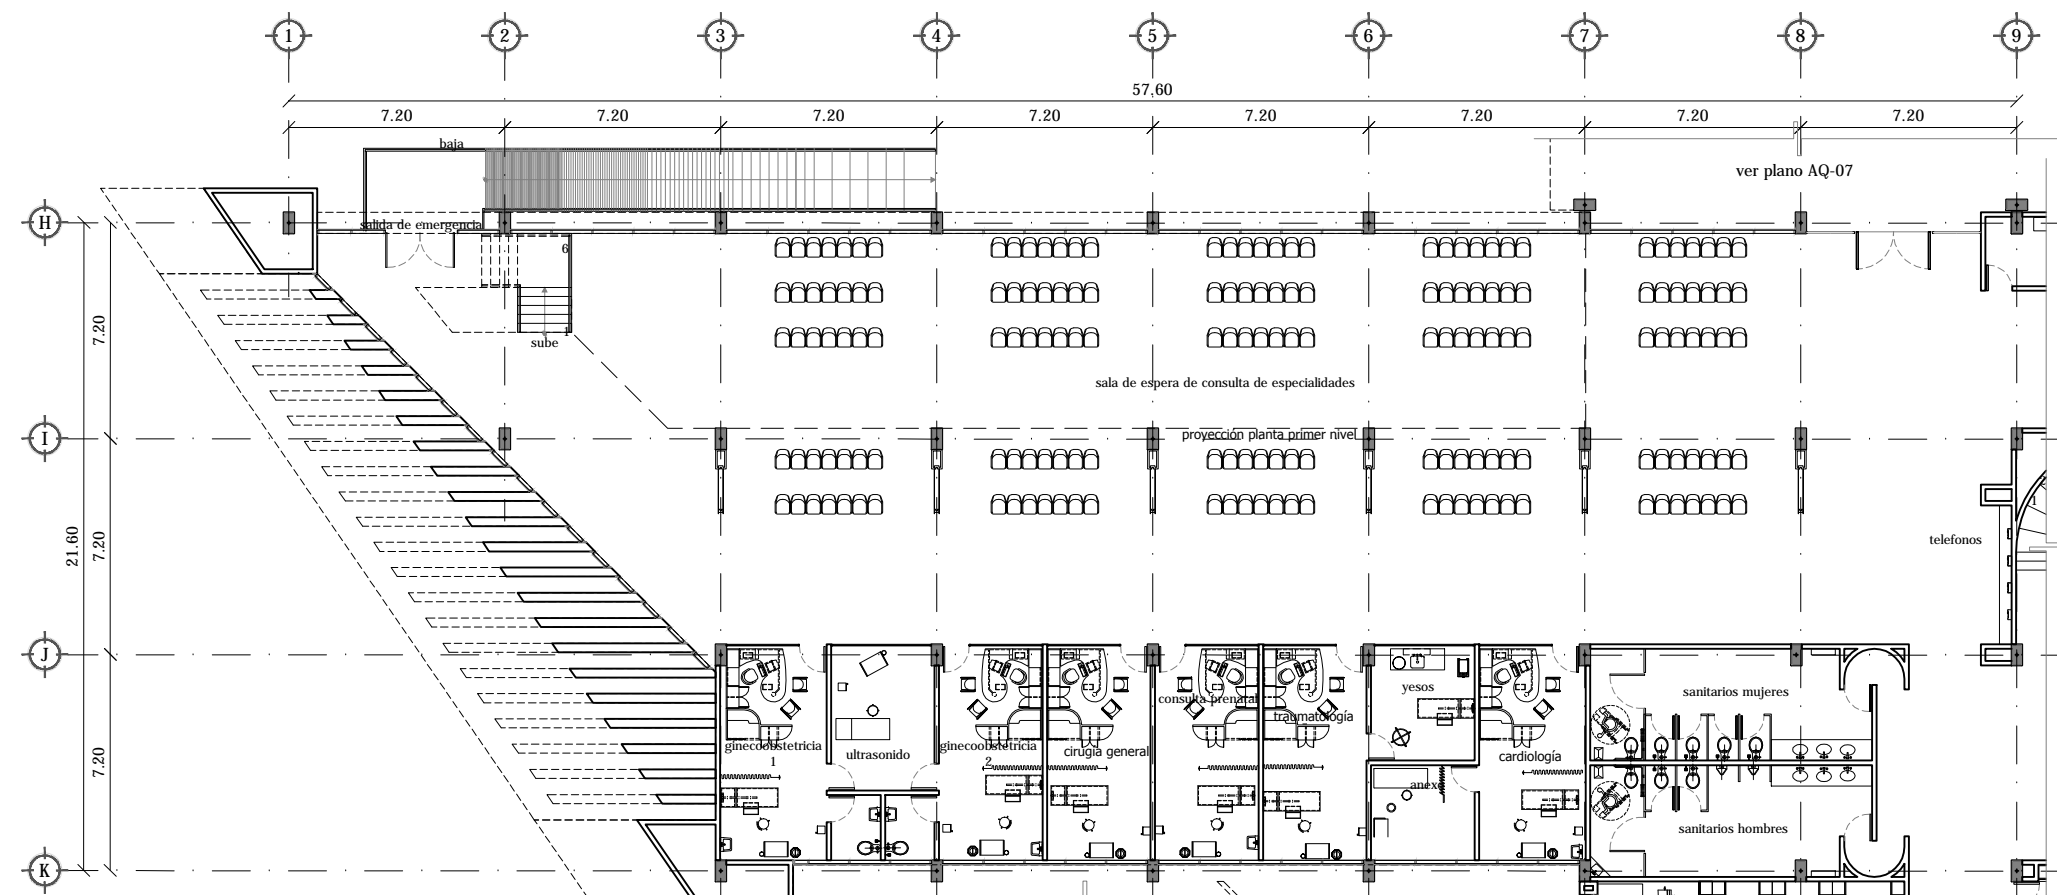 1 2 3 4 5 6 7 8 9
57.60
7.20 7.20 7.20 7.20 7.20 7.20 7.20 7.20
baja
ver plano AQ-07
H
salida de emergencia
6
7.20
1
sube
sala de espera de consulta de especialidades
I
proyección planta primer nivel
1
21.60
7.20
telefonos
J
yesos
sanitarios mujeres
consulta prenatal
traumatología
ginecoobstetricia
1
ultrasonido
ginecoobstetricia
2
cirugía general
cardiología
7.20
anexo
sanitarios hombres
K